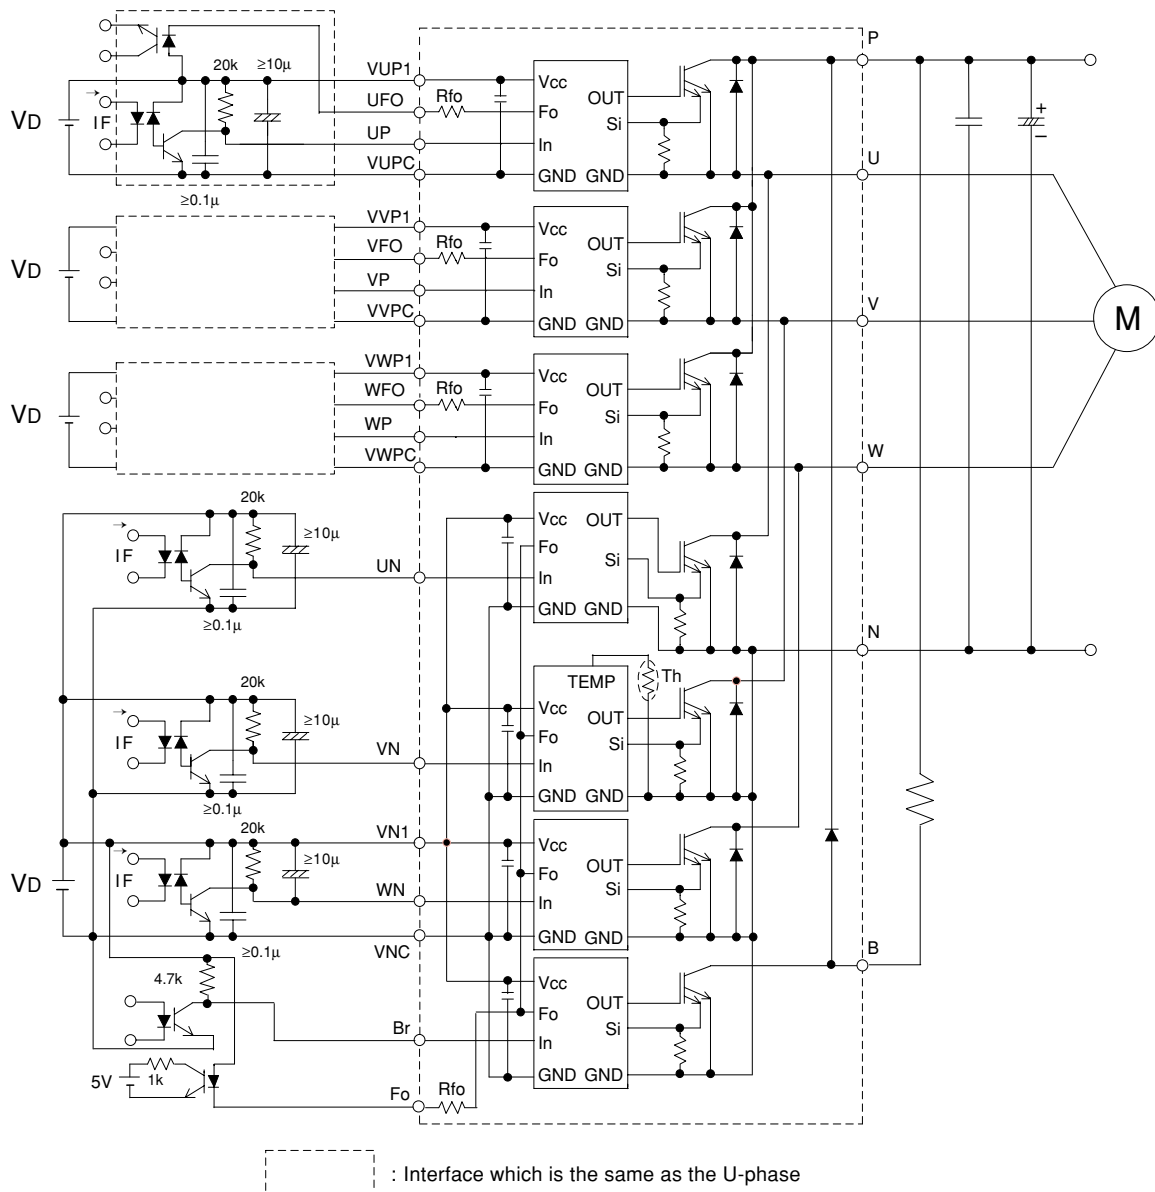 P
20k ≥10µ VUP1 Vcc
VD → IF UFO Rfo Fo OUT
UP In Si
VUPC GND GND U
≥0.1µ
VVP1 Vcc
VD VFO Rfo Fo OUT
VP In Si
VVPC GND GND V M
VWP1 Vcc
VD WFO Rfo Fo OUT
WP In Si
VWPC GND GND W
20k
→ IF ≥10µ Vcc OUT
Fo Si
UN In
≥0.1µ GND GND
N
TEMP Th
20k
→ IF ≥10µ Vcc OUT
Fo Si
VN In
≥0.1µ GND GND
20k VN1 Vcc
VD → IF ≥10µ OUT
Fo Si
WN In
≥0.1µ VNC GND GND
B
4.7k Vcc
OUT
Fo Si
Br In
5V 1k GND GND
Fo Rfo
: Interface which is the same as the U-phase
+
–